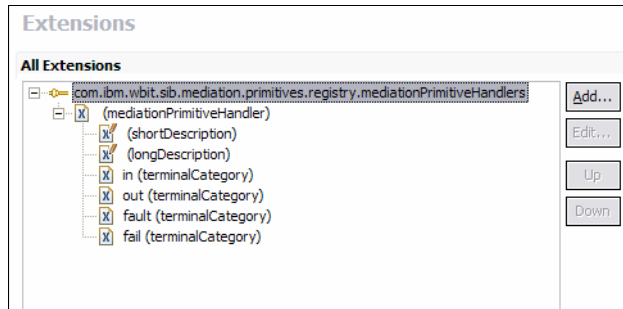 Extensions
All Extensions
com.ibm.wbit.sib.mediation.primitives.registry.mediationPrimitiveHandlers
(mediationPrimitiveHandler)
(shortDescription)
(longDescription)
in (terminalCategory)
out (terminalCategory)
fault (terminalCategory)
fail (terminalCategory)
Add...
Edit...
Up
Down